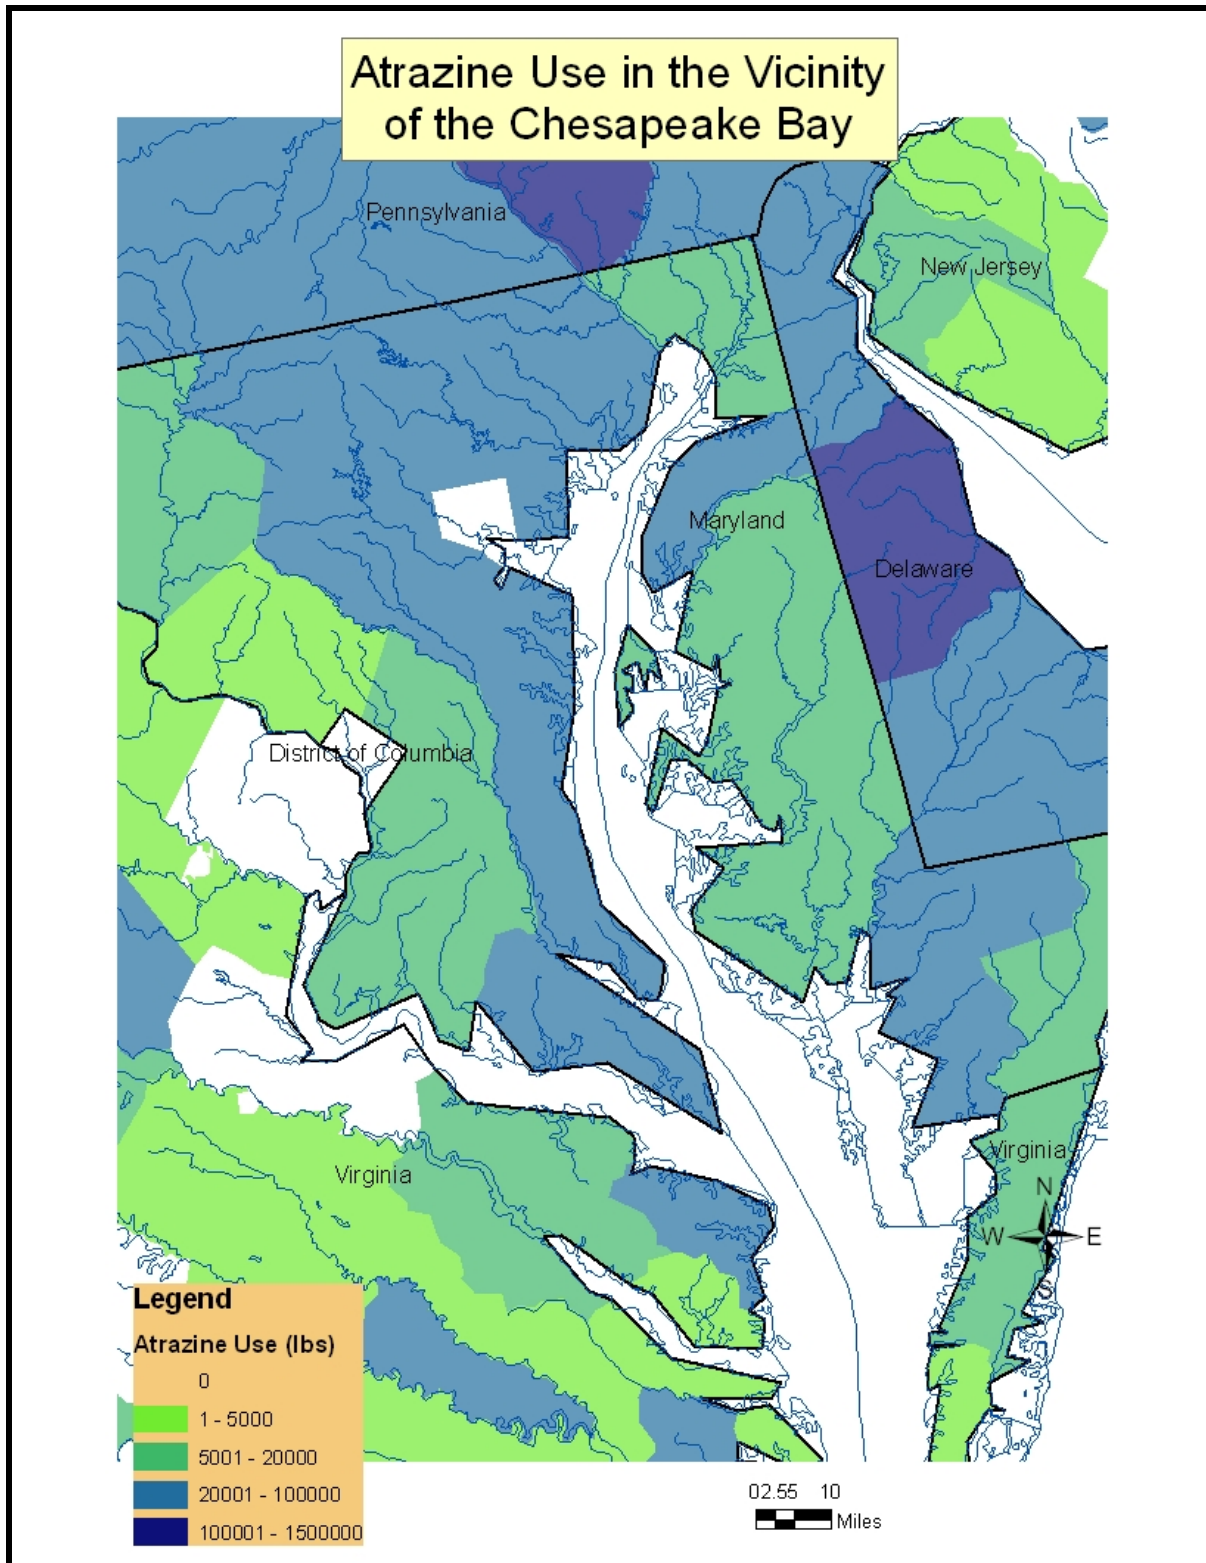 Atrazine Use in the Vicinity
of the Chesapeake Bay
Pennsylvania
New Jersey
Maryland
Delaware
District of Columbia
Virginia
Virginia
N
W E
S
Legend
Atrazine Use (lbs)
0
1 - 5000
5001 - 20000
20001 - 100000
100001 - 1500000
02.55 10
Miles